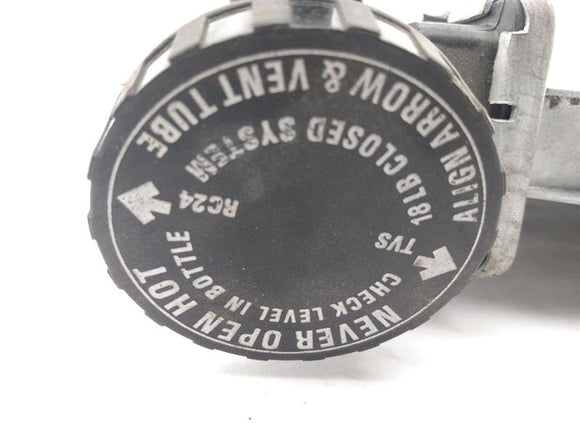 ALIGN ARROW & VENT TUBE
18 LB CLOSED SYSTEM
TVS
RC24
CHECK LEVEL IN BOTTLE
NEVER OPEN HOT